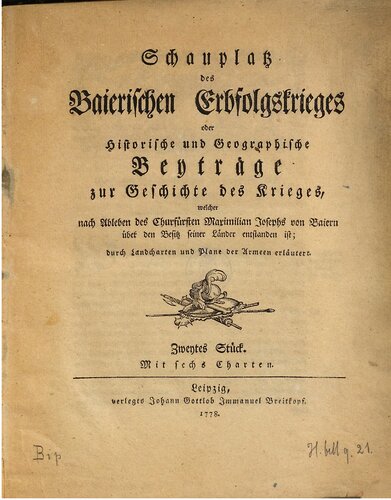 Schauplatz
des
Baierischen Erbfolgskrieges
oder
Historische und Geographische
Beyträge
zur Geschichte des Krieges,
welcher
nach Ableben des Churfürsten Maximilian Josephs von Baiern
über den Besitz seiner Länder entstanden ist;
durch Landcharten und Plane der Armeen erläutert.
Zweytes Stück.
Mit sechs Charten.
Leipzig,
verlegts Johann Gottlob Immanuel Breitkopf.
1778.
H. bell q. 21.